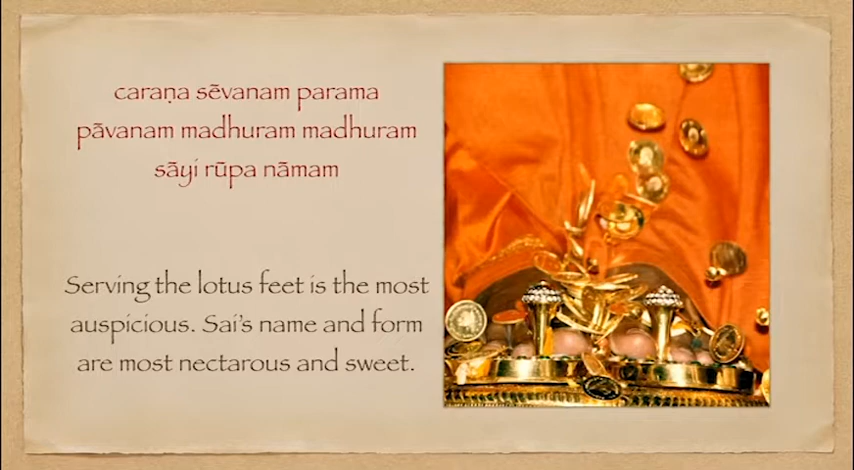 caraṇa sēvanam parama
pāvanam madhuram madhuram
sāyi rūpa nāmam
Serving the lotus feet is the most
auspicious. Sai's name and form
are most nectarous and sweet.